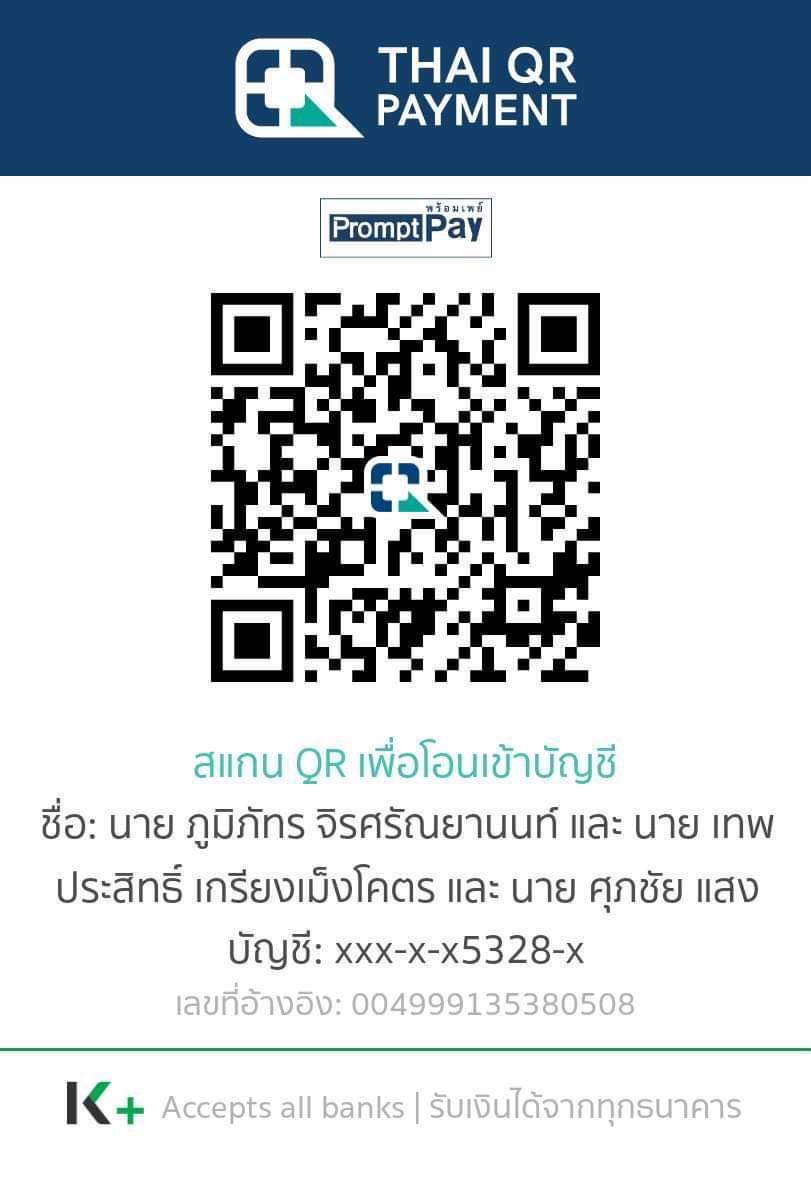 THAI QR
PAYMENT
พร้อมเพย์
PromptPay
สแกน QR เพื่อโอนเข้าบัญชี
ชื่อ: นาย ภูมิภัทร จิรศรัณยานนท์ และ นาย เทพ
ประสิทธิ์ เกรียงเม็งโคตร และ นาย ศุภชัย แสง
บัญชี: xxx-x-x5328-x
เลขที่อ้างอิง: 004999135380508
K+ Accepts all banks | รับเงินได้จากทุกธนาคาร